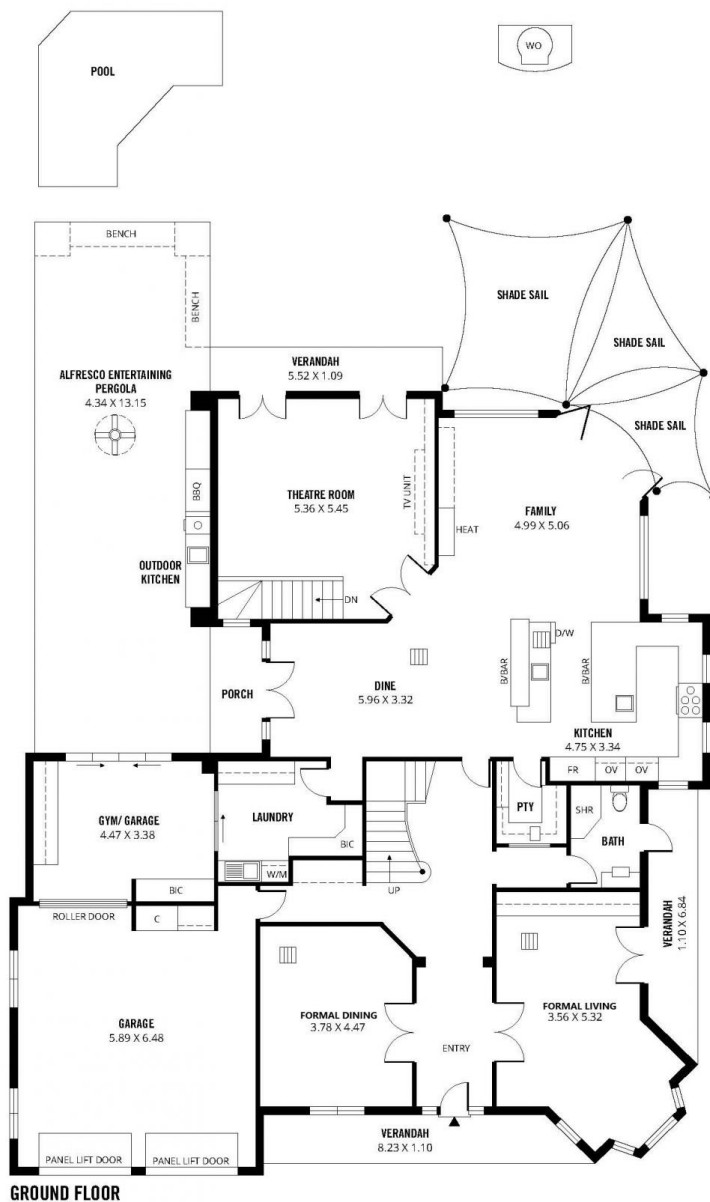 POOL
WO
BENCH
BENCH
SHADE SAIL
SHADE SAIL
SHADE SAIL
VERANDAH
5.52 X 1.09
ALFRESCO ENTERTAINING
PERGOLA
4.34 X 13.15
BBQ
OUTDOOR
KITCHEN
THEATRE ROOM
5.36 X 5.45
TV UNIT
DN
HEAT
FAMILY
4.99 X 5.06
D/W
B/BAR
B/BAR
PORCH
DINE
5.96 X 3.32
KITCHEN
4.75 X 3.34
FR
OV
OV
GYM/ GARAGE
4.47 X 3.38
BIC
LAUNDRY
BIC
W/M
UP
PTY
SHR
BATH
ROLLER DOOR
C
VERANDAH
1.10 X 6.84
GARAGE
5.89 X 6.48
FORMAL DINING
3.78 X 4.47
ENTRY
FORMAL LIVING
3.56 X 5.32
VERANDAH
8.23 X 1.10
PANEL LIFT DOOR
PANEL LIFT DOOR
GROUND FLOOR